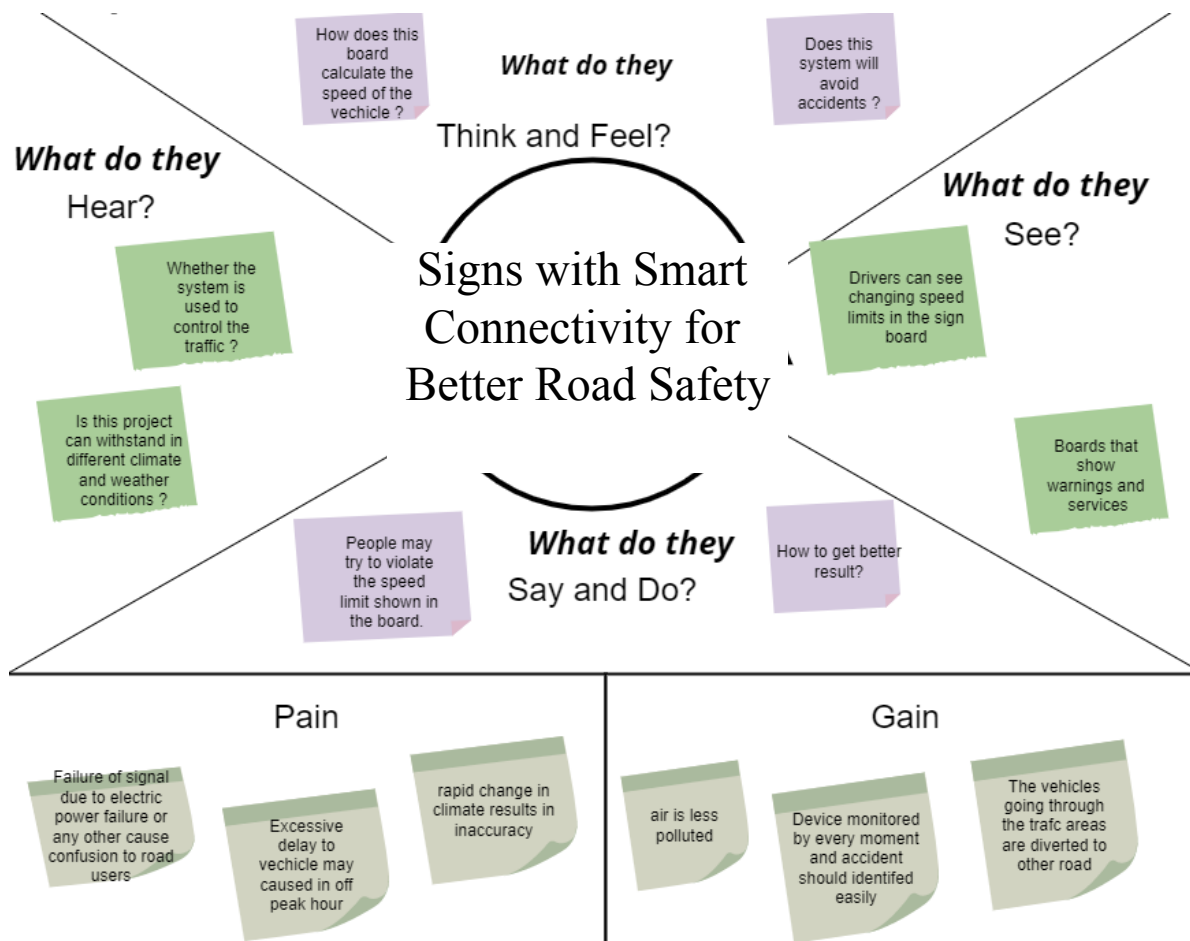 How does this
board
calculate the
speed of the
vechicle ?
What do they
Think and Feel?
Does this
system will
avoid
accidents ?
What do they
Hear?
Whether the
system is
used to
control the
traffic ?
Is this project
can withstand in
different climate
and weather
conditions ?
Signs with Smart
Connectivity for
Better Road Safety
What do they
See?
Drivers can see
changing speed
limits in the sign
board
Boards that
show
warnings and
services
What do they
Say and Do?
People may
try to violate
the speed
limit shown in
the board.
How to get better
result?
Pain
Failure of signal
due to electric
power failure or
any other cause
confusion to road
users
Excessive
delay to
vechicle may
caused in off
peak hour
rapid change in
climate results in
inaccuracy
Gain
air is less
polluted
Device monitored
by every moment
and accident
should identifed
easily
The vehicles
going through
the trafc areas
are diverted to
other road